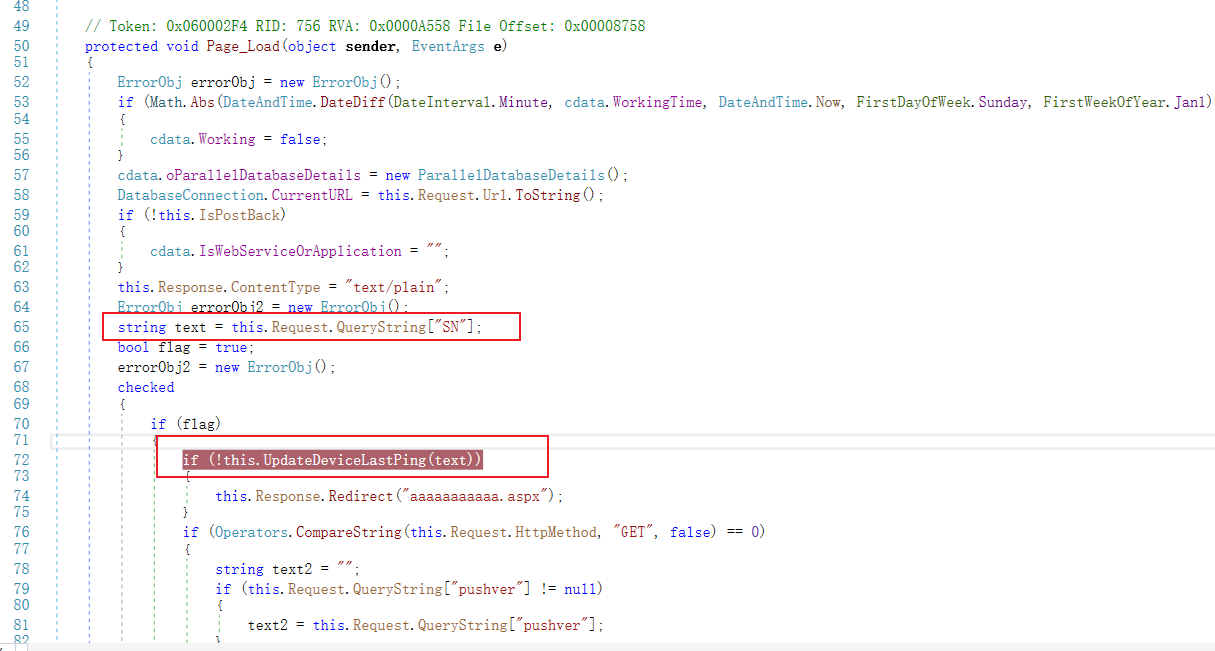 48
49 // Token: 0x060002F4 RID: 756 RVA: 0x0000A558 File Offset: 0x00008758
50 protected void Page_Load(object sender, EventArgs e)
51 {
52 ErrorObj errorObj = new ErrorObj();
53 if (Math.Abs(DateAndTime.DateDiff(DateInterval.Minute, cdata.WorkingTime, DateAndTime.Now, FirstDayOfWeek.Sunday, FirstWeekOfYear.Jan1)
54 {
55 cdata.Working = false;
56 }
57 cdata.oParallelDatabaseDetails = new ParallelDatabaseDetails();
58 DatabaseConnection.CurrentURL = this.Request.Url.ToString();
59 if (!this.IsPostBack)
60 {
61 cdata.IsWebServiceOrApplication = "";
62 }
63 this.Response.ContentType = "text/plain";
64 ErrorObj errorObj2 = new ErrorObj();
65 string text = this.Request.QueryString["SN"];
66 bool flag = true;
67 errorObj2 = new ErrorObj();
68 checked
69 {
70 if (flag)
71 {
72 if (!this.UpdateDeviceLastPing(text))
73 {
74 this.Response.Redirect("aaaaaaaaaaa.aspx");
75 }
76 if (Operators.CompareString(this.Request.HttpMethod, "GET", false) == 0)
77 {
78 string text2 = "";
79 if (this.Request.QueryString["pushver"] != null)
80 {
81 text2 = this.Request.QueryString["pushver"];
82 }